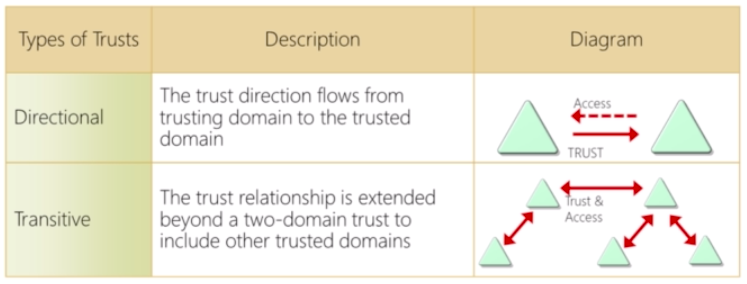 Types of Trusts
Description
Diagram
Directional
The trust direction flows from
trusting domain to the trusted
domain
Access
TRUST
Transitive
The trust relationship is extended
beyond a two-domain trust to
include other trusted domains
Trust &
Access